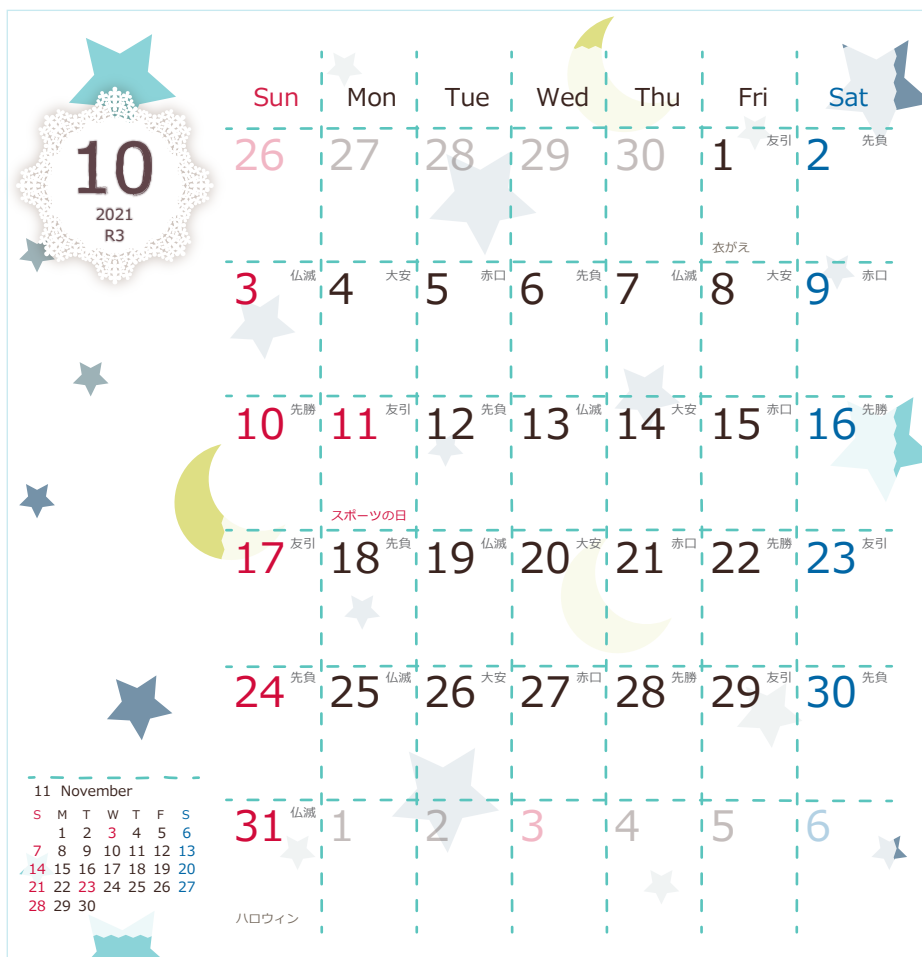 10
2021
R3
Sun Mon Tue Wed Thu Fri Sat
26 27 28 29 30 1 友引 2 先負
衣がえ
3 仏滅 4 大安 5 赤口 6 先負 7 仏滅 8 大安 9 赤口
10 先勝 11 友引 12 先負 13 仏滅 14 大安 15 赤口 16 先勝
スポーツの日
17 友引 18 先負 19 仏滅 20 大安 21 赤口 22 先勝 23 友引
24 先負 25 仏滅 26 大安 27 赤口 28 先勝 29 友引 30 先負
31 仏滅 1 2 3 4 5 6
ハロウィン
11 November
S M T W T F S
1 2 3 4 5 6
7 8 9 10 11 12 13
14 15 16 17 18 19 20
21 22 23 24 25 26 27
28 29 30